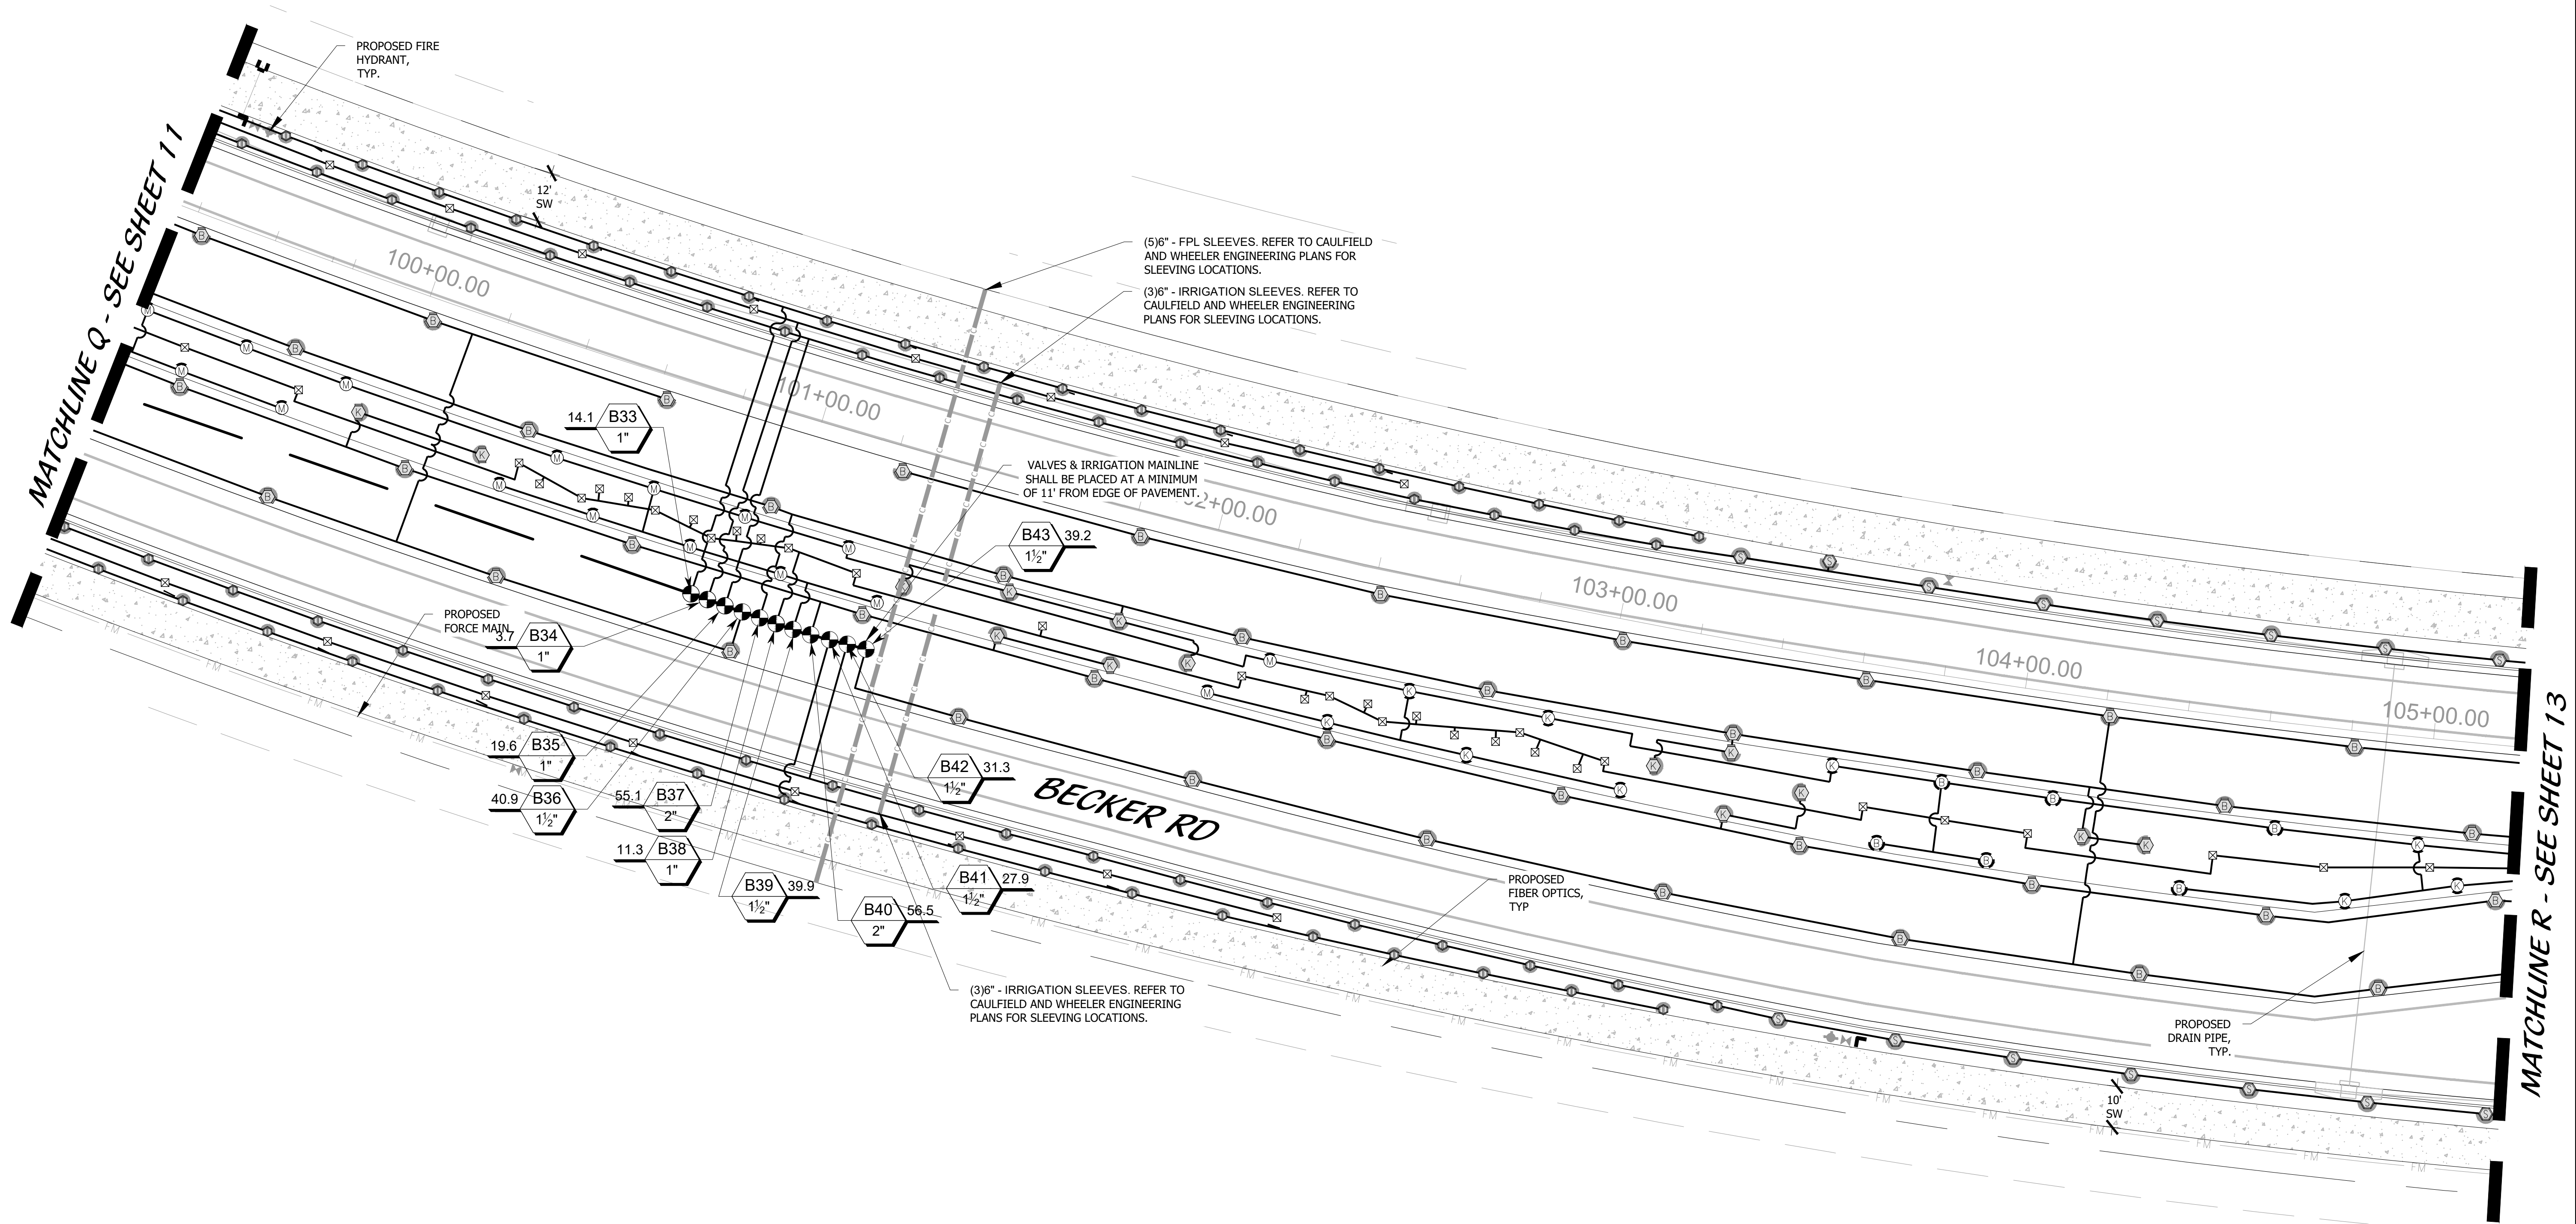 PROPOSED FIRE
HYDRANT,
TYP.
12'
SW
MATCHLINE Q - SEE SHEET 11
100+00.00
(5)6" - FPL SLEEVES. REFER TO CAULFIELD
AND WHEELER ENGINEERING PLANS FOR
SLEEVING LOCATIONS.
(3)6" - IRRIGATION SLEEVES. REFER TO
CAULFIELD AND WHEELER ENGINEERING
PLANS FOR SLEEVING LOCATIONS.
101+00.00
14.1 B33
1"
VALVES & IRRIGATION MAINLINE
SHALL BE PLACED AT A MINIMUM
OF 11' FROM EDGE OF PAVEMENT.
02+00.00
B43 39.2
1½"
103+00.00
PROPOSED
FORCE MAIN
3.7 B34
1"
104+00.00
105+00.00
19.6 B35
1"
40.9 B36
1½"
55.1 B37
2"
11.3 B38
1"
B39 39.9
1½"
B40 56.5
2"
B41 27.9
1½"
B42 31.3
1½"
BECKER RD
PROPOSED
FIBER OPTICS,
TYP
(3)6" - IRRIGATION SLEEVES. REFER TO
CAULFIELD AND WHEELER ENGINEERING
PLANS FOR SLEEVING LOCATIONS.
PROPOSED
DRAIN PIPE,
TYP.
10'
SW
MATCHLINE R - SEE SHEET 13